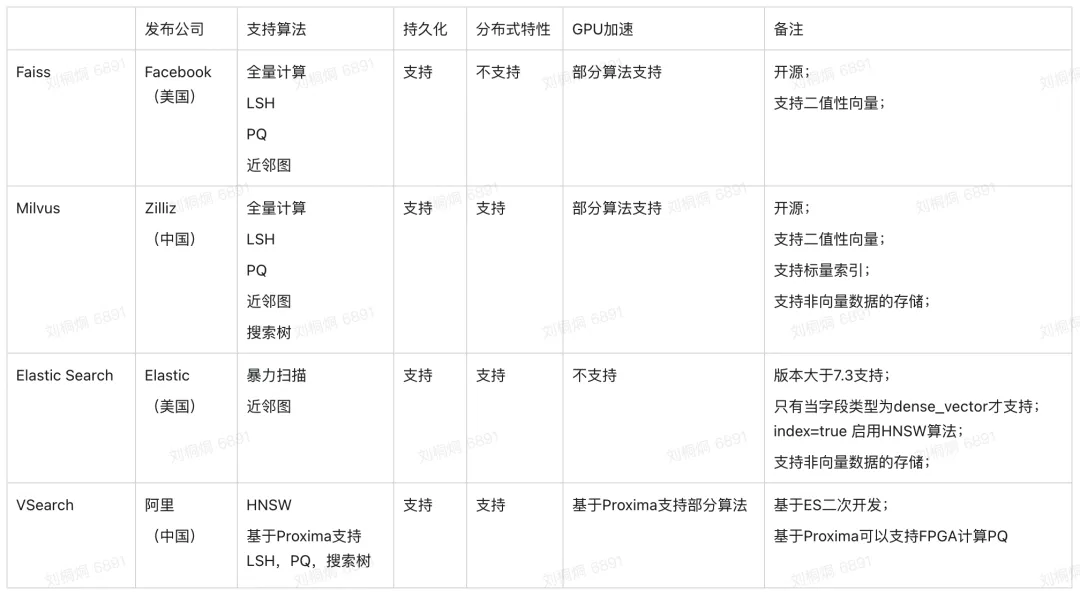 发布公司 支持算法 持久化 分布式特性 GPU加速 备注
Faiss Facebook 全量计算 支持 不支持 部分算法支持 开源；
（美国）
LSH 支持二值性向量；
PQ
近邻图
Milvus Zilliz 全量计算 支持 支持 部分算法支持 开源；
（中国） LSH 支持二值性向量；
PQ 支持标量索引；
近邻图 支持非向量数据的存储；
搜索树
Elastic Search Elastic 暴力扫描 支持 支持 不支持 版本大于7.3支持；
（美国） 近邻图 只有当字段类型为dense_vector才支持；
index=true 启用HNSW算法；
支持非向量数据的存储；
VSearch 阿里 HNSW 支持 支持 基于Proxima支持部分算法 基于ES二次开发；
（中国） 基于Proxima支持 基于Proxima可以支持FPGA计算PQ
LSH，PQ，搜索树